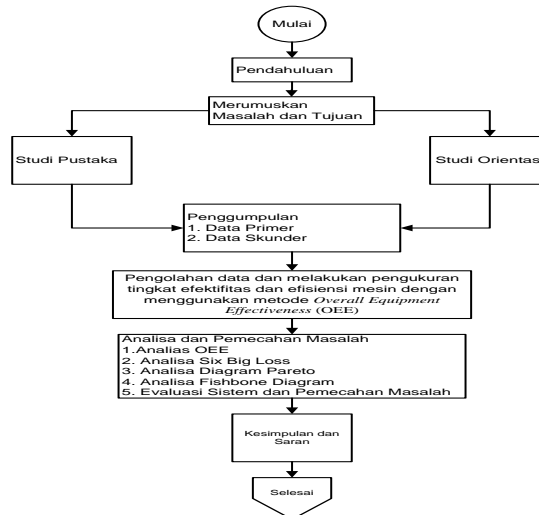 Mulai
Pendahuluan
Merumuskan
Masalah dan Tujuan
Studi Pustaka
Studi Orientas
Penggumpulan
1. Data Primer
2. Data Skunder
Pengolahan data dan melakukan pengukuran
tingkat efektifitas dan efisiensi mesin dengan
menggunakan metode Overall Equipment
Effectiveness (OEE)
Analisa dan Pemecahan Masalah
1.Analias OEE
2. Analisa Six Big Loss
3. Analisa Diagram Pareto
4. Analisa Fishbone Diagram
5. Evaluasi Sistem dan Pemecahan Masalah
Kesimpulan dan
Saran
Selesai